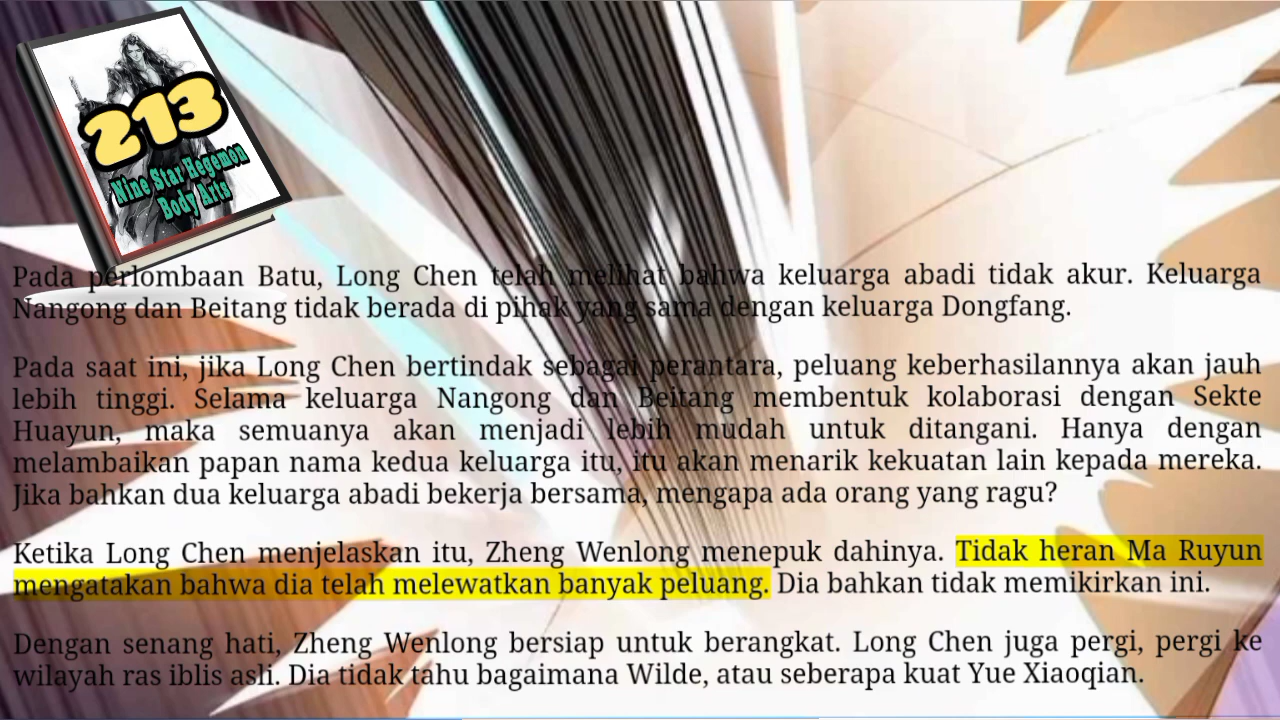 213
Nine Star Hegemon
Body Arts
Pada perlombaan Batu, Long Chen telah melihat bahwa keluarga abadi tidak akur. Keluarga
Nangong dan Beitang tidak berada di pihak yang sama dengan keluarga Dongfang.
Pada saat ini, jika Long Chen bertindak sebagai perantara, peluang keberhasilannya akan jauh
lebih tinggi. Selama keluarga Nangong dan Beitang membentuk kolaborasi dengan Sekte
Huayun, maka semuanya akan menjadi lebih mudah untuk ditangani. Hanya dengan
melambaikan papan nama kedua keluarga itu, itu akan menarik kekuatan lain kepada mereka.
Jika bahkan dua keluarga abadi bekerja bersama, mengapa ada orang yang ragu?
Ketika Long Chen menjelaskan itu, Zheng Wenlong menepuk dahinya. Tidak heran Ma Ruyun
mengatakan bahwa dia telah melewatkan banyak peluang. Dia bahkan tidak memikirkan ini.
Dengan senang hati, Zheng Wenlong bersiap untuk berangkat. Long Chen juga pergi, pergi ke
wilayah ras iblis asli. Dia tidak tahu bagaimana Wilde, atau seberapa kuat Yue Xiaoqian.